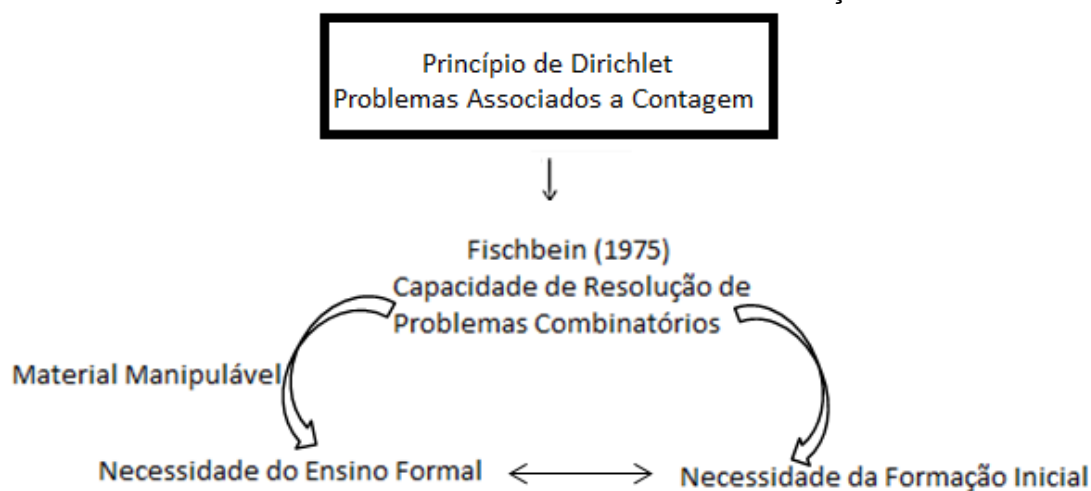 Princípio de Dirichlet
Problemas Associados a Contagem
Fischbein (1975)
Capacidade de Resolução de
Problemas Combinatórios
Material Manipulável
Necessidade do Ensino Formal
Necessidade da Formação Inicial